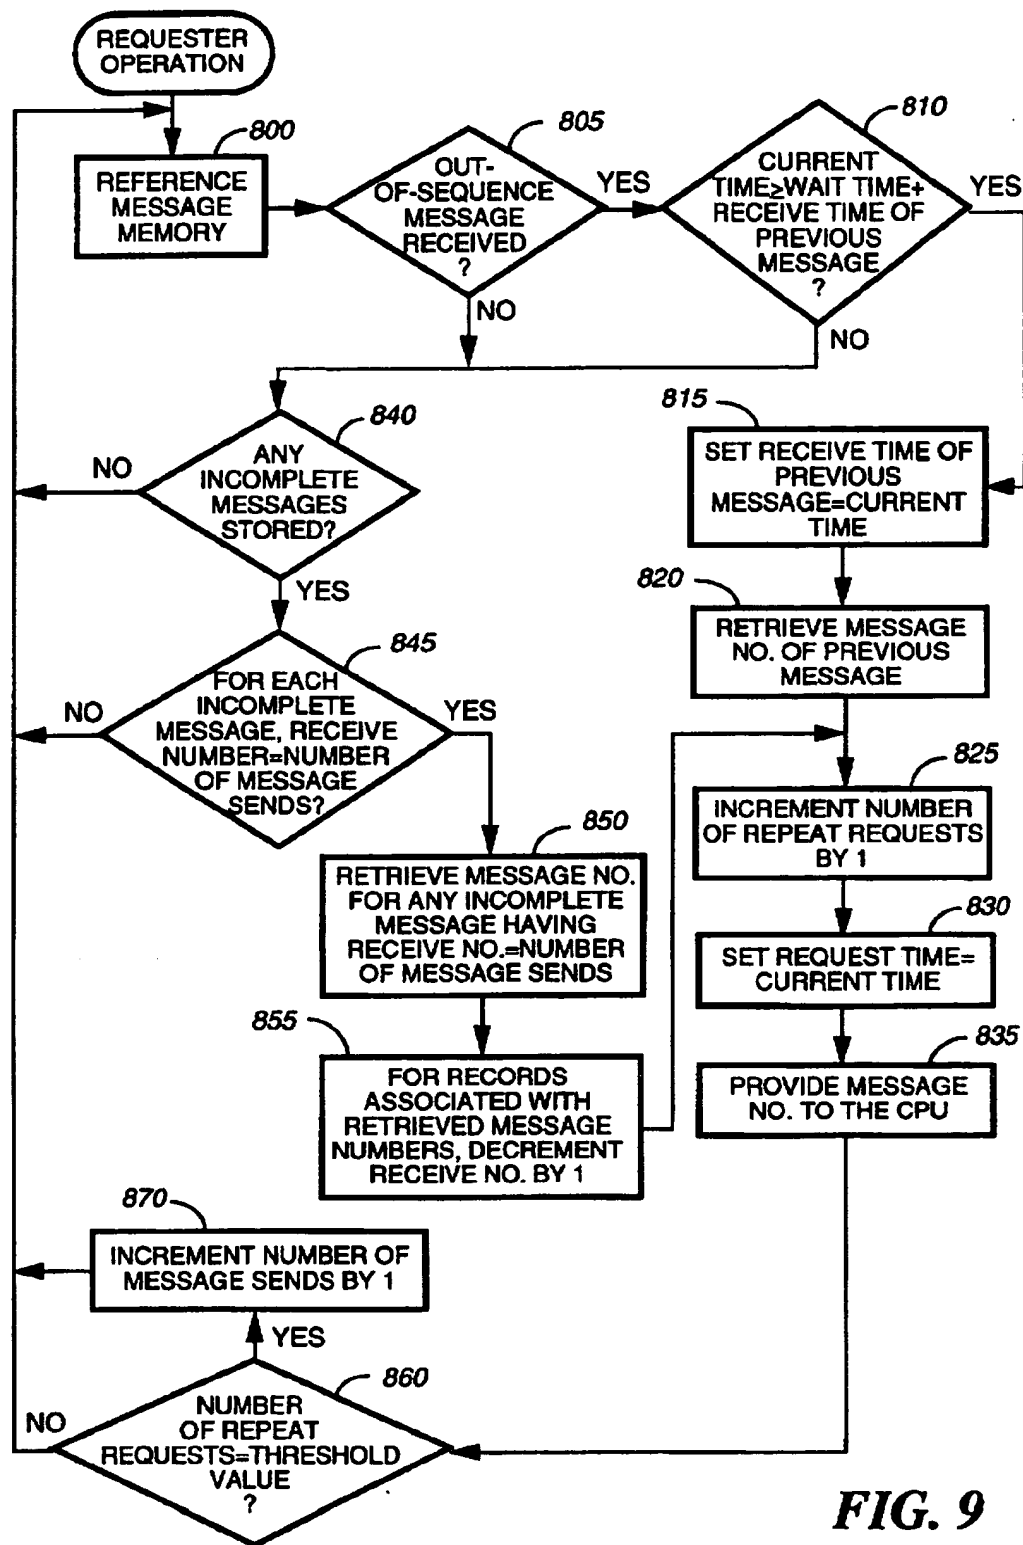 REQUESTER
OPERATION
800
REFERENCE
MESSAGE
MEMORY
805
OUT-
OF-SEQUENCE
MESSAGE
RECEIVED
?
YES
NO
810
CURRENT
TIME≥WAIT TIME+
RECEIVE TIME OF
PREVIOUS
MESSAGE
?
YES
NO
815
SET RECEIVE TIME OF
PREVIOUS
MESSAGE=CURRENT
TIME
820
RETRIEVE MESSAGE
NO. OF PREVIOUS
MESSAGE
825
INCREMENT NUMBER
OF REPEAT REQUESTS
BY 1
830
SET REQUEST TIME=
CURRENT TIME
835
PROVIDE MESSAGE
NO. TO THE CPU
840
ANY
INCOMPLETE
MESSAGES
STORED?
NO
YES
845
FOR EACH
INCOMPLETE
MESSAGE, RECEIVE
NUMBER=NUMBER
OF MESSAGE
SENDS?
NO
YES
850
RETRIEVE MESSAGE NO.
FOR ANY INCOMPLETE
MESSAGE HAVING
RECEIVE NO.=NUMBER
OF MESSAGE SENDS
855
FOR RECORDS
ASSOCIATED WITH
RETRIEVED MESSAGE
NUMBERS, DECREMENT
RECEIVE NO. BY 1
870
INCREMENT NUMBER OF
MESSAGE SENDS BY 1
YES
860
NUMBER
OF REPEAT
REQUESTS=THRESHOLD
VALUE
?
NO
FIG. 9